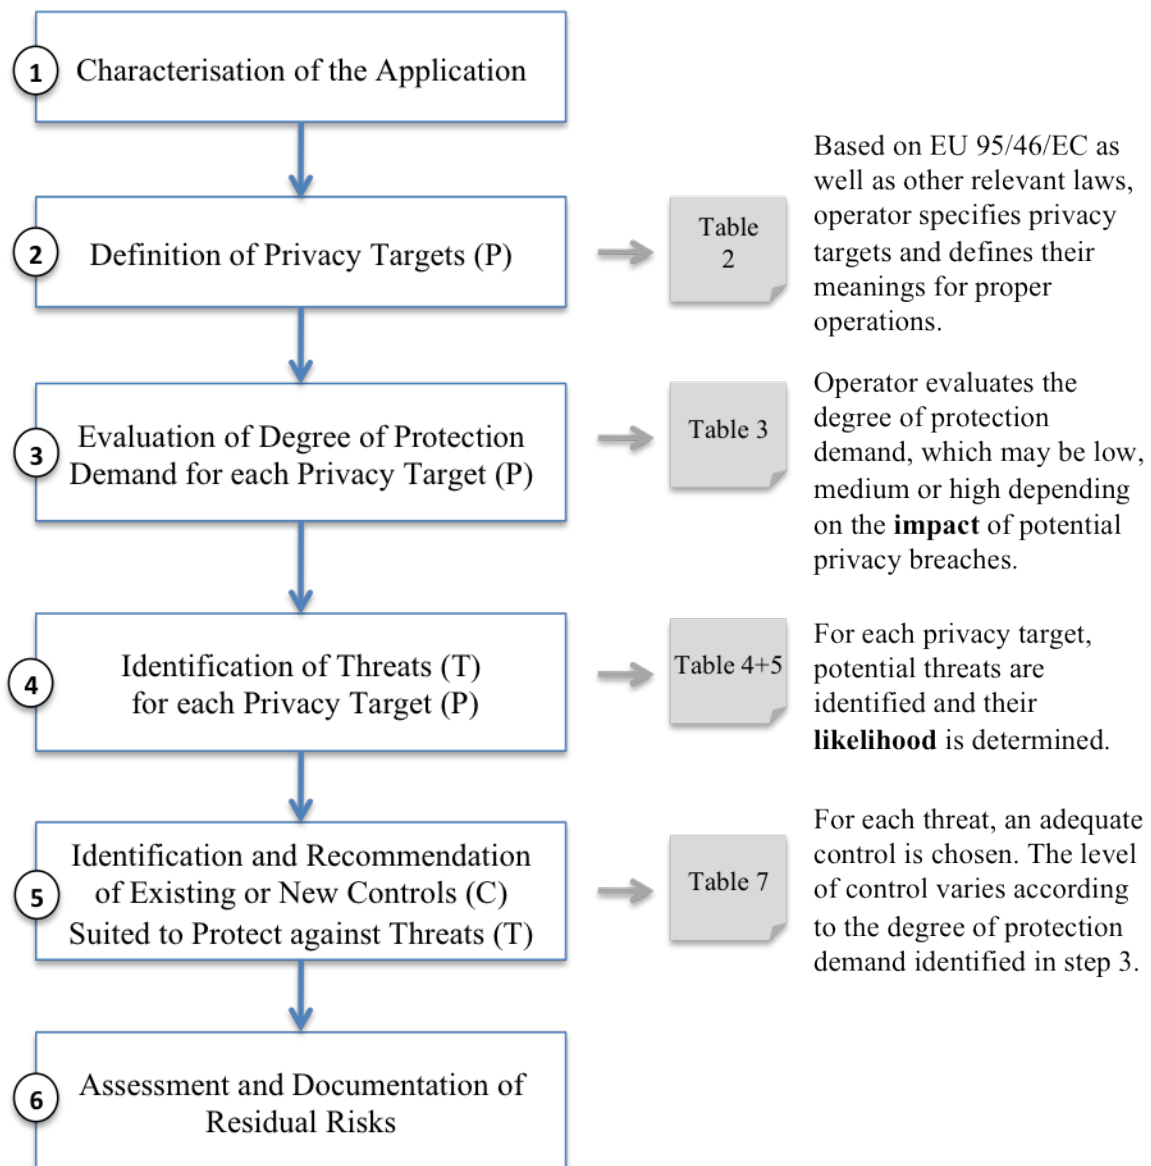 1
Characterisation of the Application
2
Definition of Privacy Targets (P)
Table
2
Based on EU 95/46/EC as
well as other relevant laws,
operator specifies privacy
targets and defines their
meanings for proper
operations.
3
Evaluation of Degree of Protection
Demand for each Privacy Target (P)
Table 3
Operator evaluates the
degree of protection
demand, which may be low,
medium or high depending
on the impact of potential
privacy breaches.
4
Identification of Threats (T)
for each Privacy Target (P)
Table 4+5
For each privacy target,
potential threats are
identified and their
likelihood is determined.
5
Identification and Recommendation
of Existing or New Controls (C)
Suited to Protect against Threats (T)
Table 7
For each threat, an adequate
control is chosen. The level
of control varies according
to the degree of protection
demand identified in step 3.
6
Assessment and Documentation of
Residual Risks